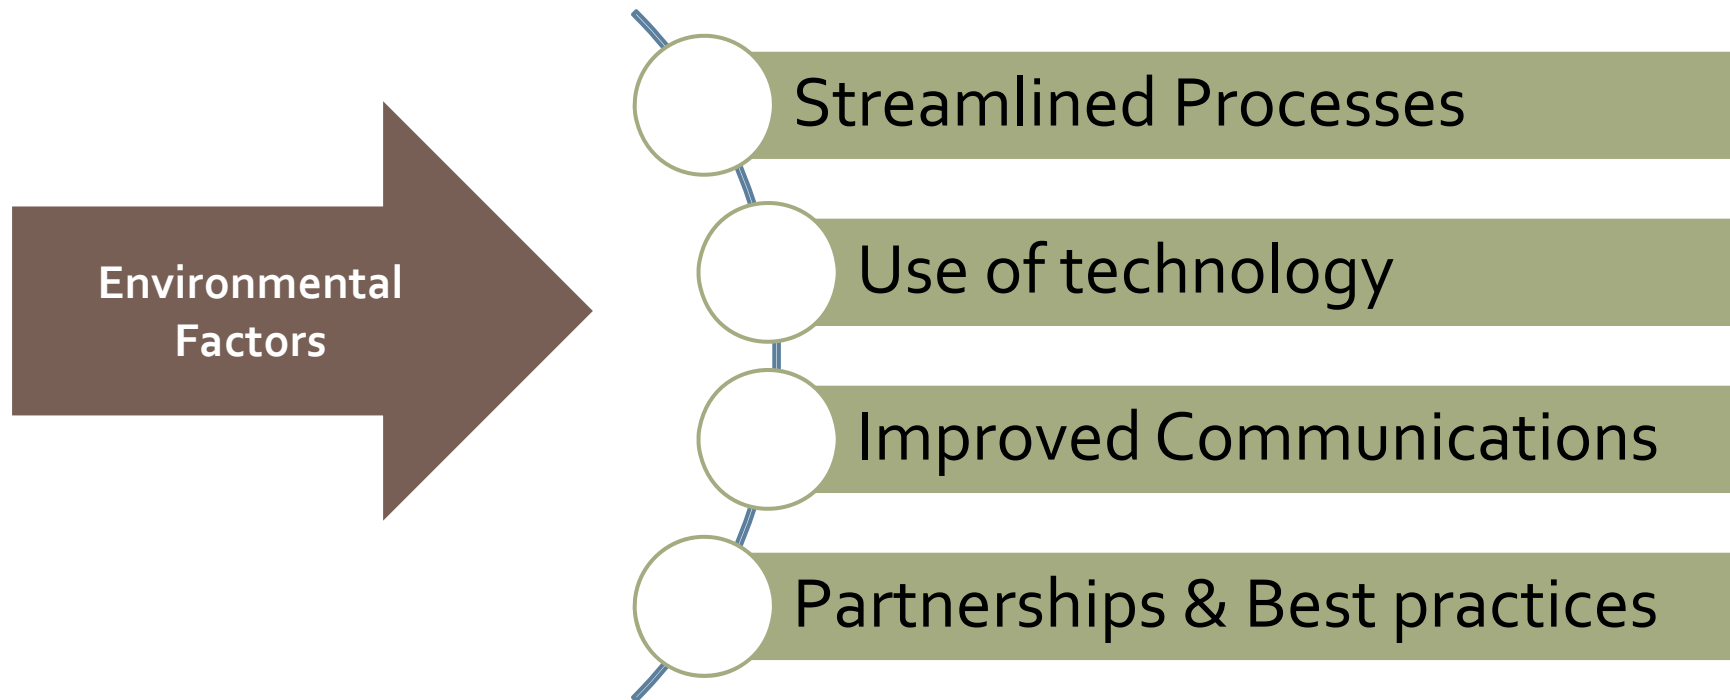 Environmental
Factors
Streamlined Processes
Use of technology
Improved Communications
Partnerships & Best practices